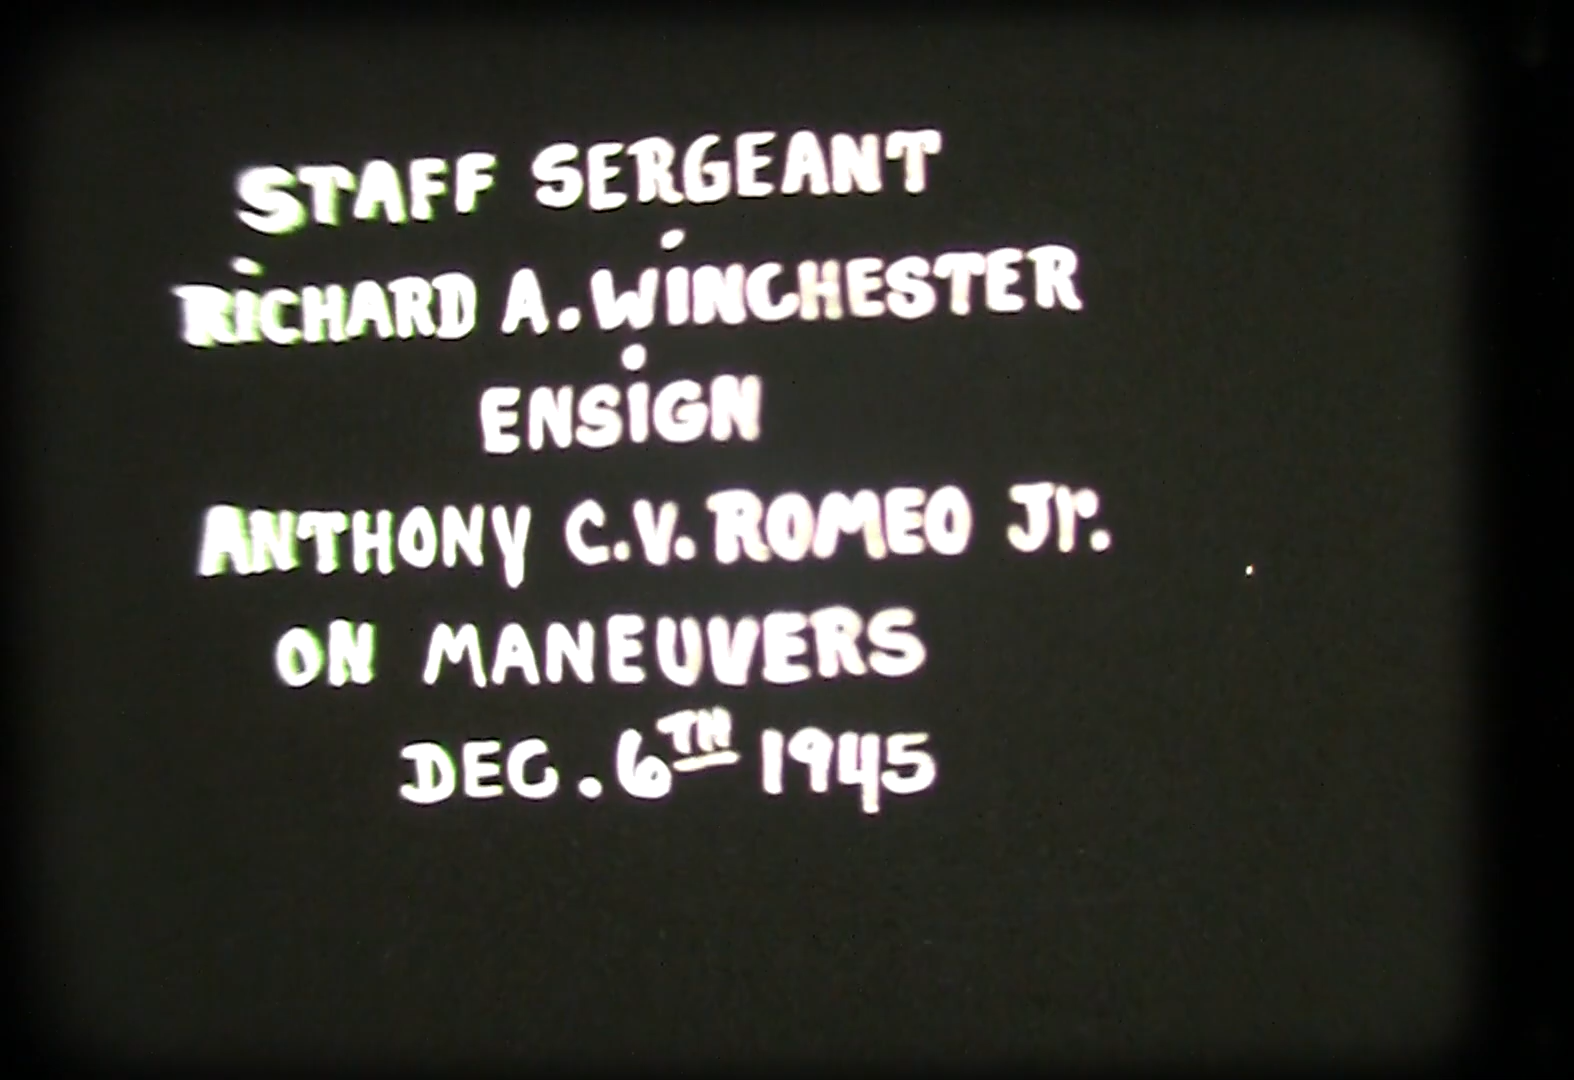 STAFF SERGEANT
RiCHARD A. WiNCHESTER
ENSiGN
ANTHONY C.V. ROMEO Jr.
ON MANEUVERS
DEC. 6TH 1945